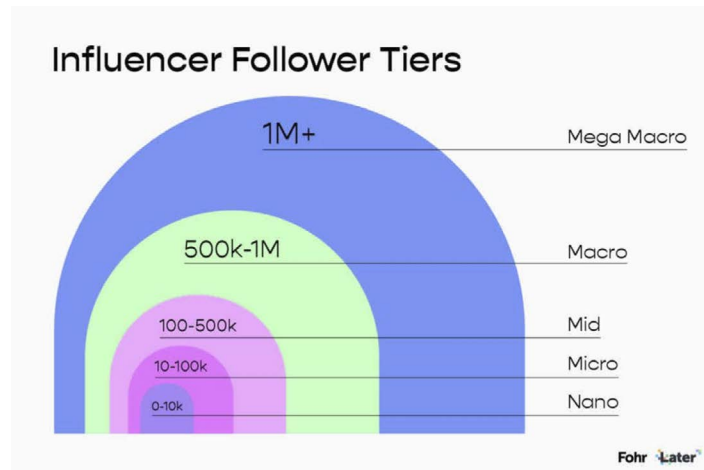 Influencer Follower Tiers
1M+ Mega Macro
500k-1M Macro
100-500k Mid
10-100k Micro
0-10k Nano
Fohr Later